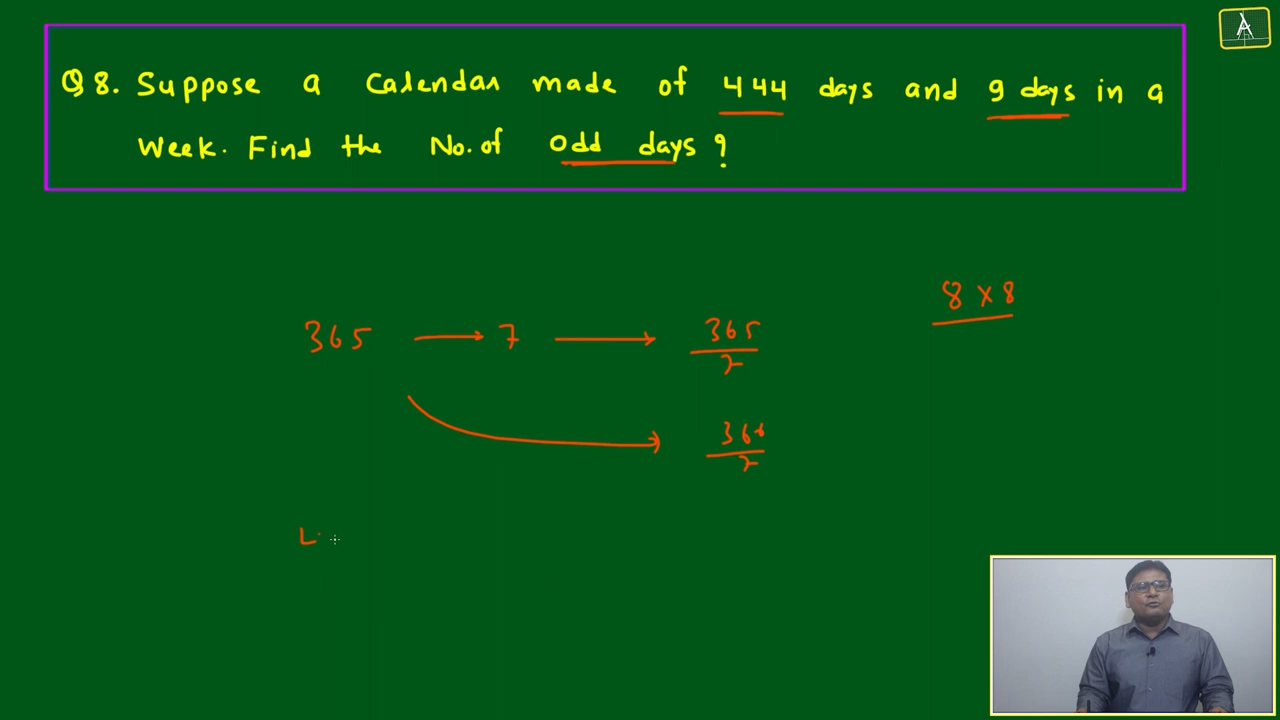 Q8. Suppose a Calendar made of 444 days and 9 days in a
Week. Find the No. of Odd days ?
8 × 8
365 → 7 → 365
7
366
7
L.
A